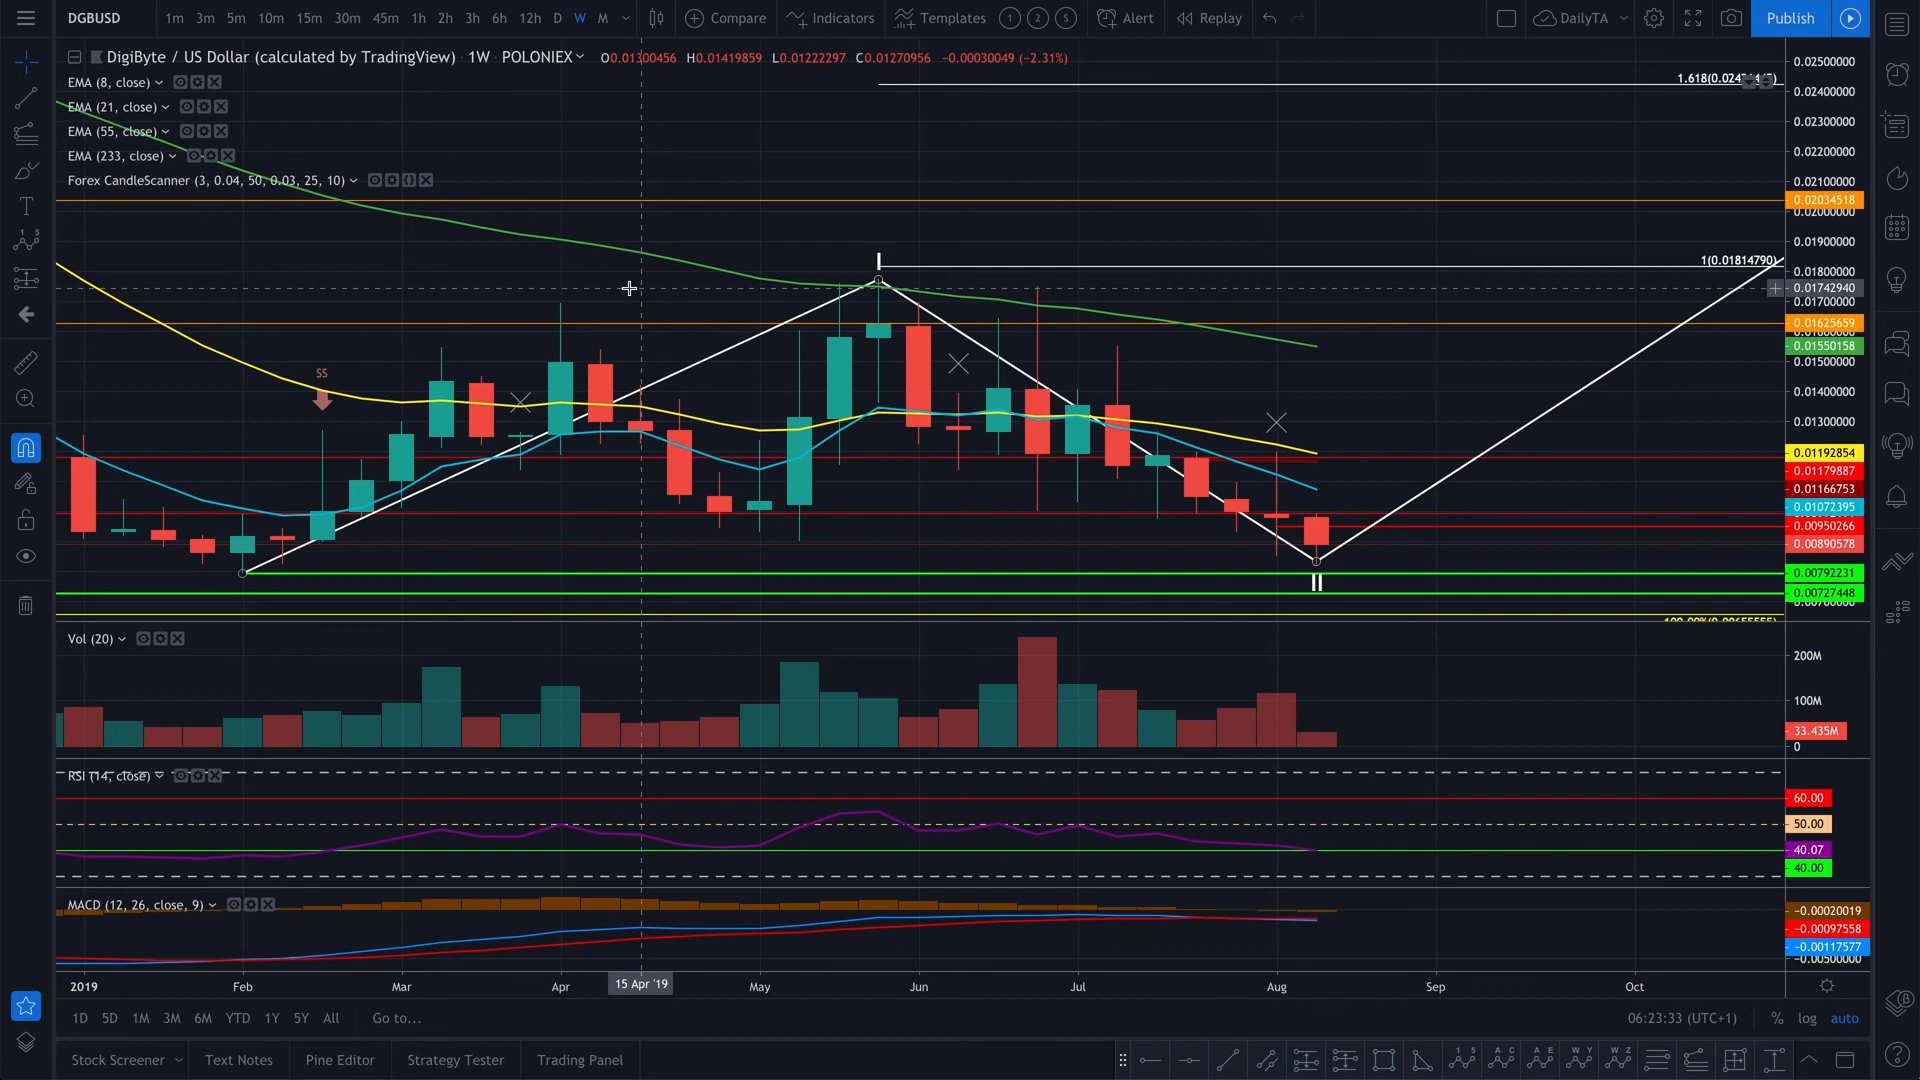 DGBUSD 1m 3m 5m 10m 15m 30m 45m 1h 2h 3h 6h 12h D W M Compare Indicators Templates 1 2 S Alert Replay DailyTA Publish
DigiByte / US Dollar (calculated by TradingView) 1W POLONIEX O0.01300456 H0.01419859 L0.01222297 C0.01270956 −0.00030049 (−2.31%)
EMA (8, close)
EMA (21, close)
EMA (55, close)
EMA (233, close)
Forex CandleScanner (3, 0.04, 50, 0.03, 25, 10)
SS
I
II
1(0.01814790)
0.02500000
0.02400000
0.02300000
0.02200000
0.02100000
0.02034518
0.02000000
0.01900000
0.01800000
0.01742940
0.01700000
0.01625659
0.01550158
0.01500000
0.01400000
0.01300000
0.01192854
0.01179887
0.01166753
0.01072395
0.00950266
0.00890578
0.00792231
0.00727448
Vol (20)
200M
100M
33.435M
0
RSI (14, close)
60.00
50.00
40.07
40.00
MACD (12, 26, close, 9)
−0.00020019
−0.00097558
−0.00117577
−0.00500000
2019 Feb Mar Apr 15 Apr '19 May Jun Jul Aug Sep Oct
1D 5D 1M 3M 6M YTD 1Y 5Y All Go to... 06:23:33 (UTC+1) % log auto
Stock Screener Text Notes Pine Editor Strategy Tester Trading Panel